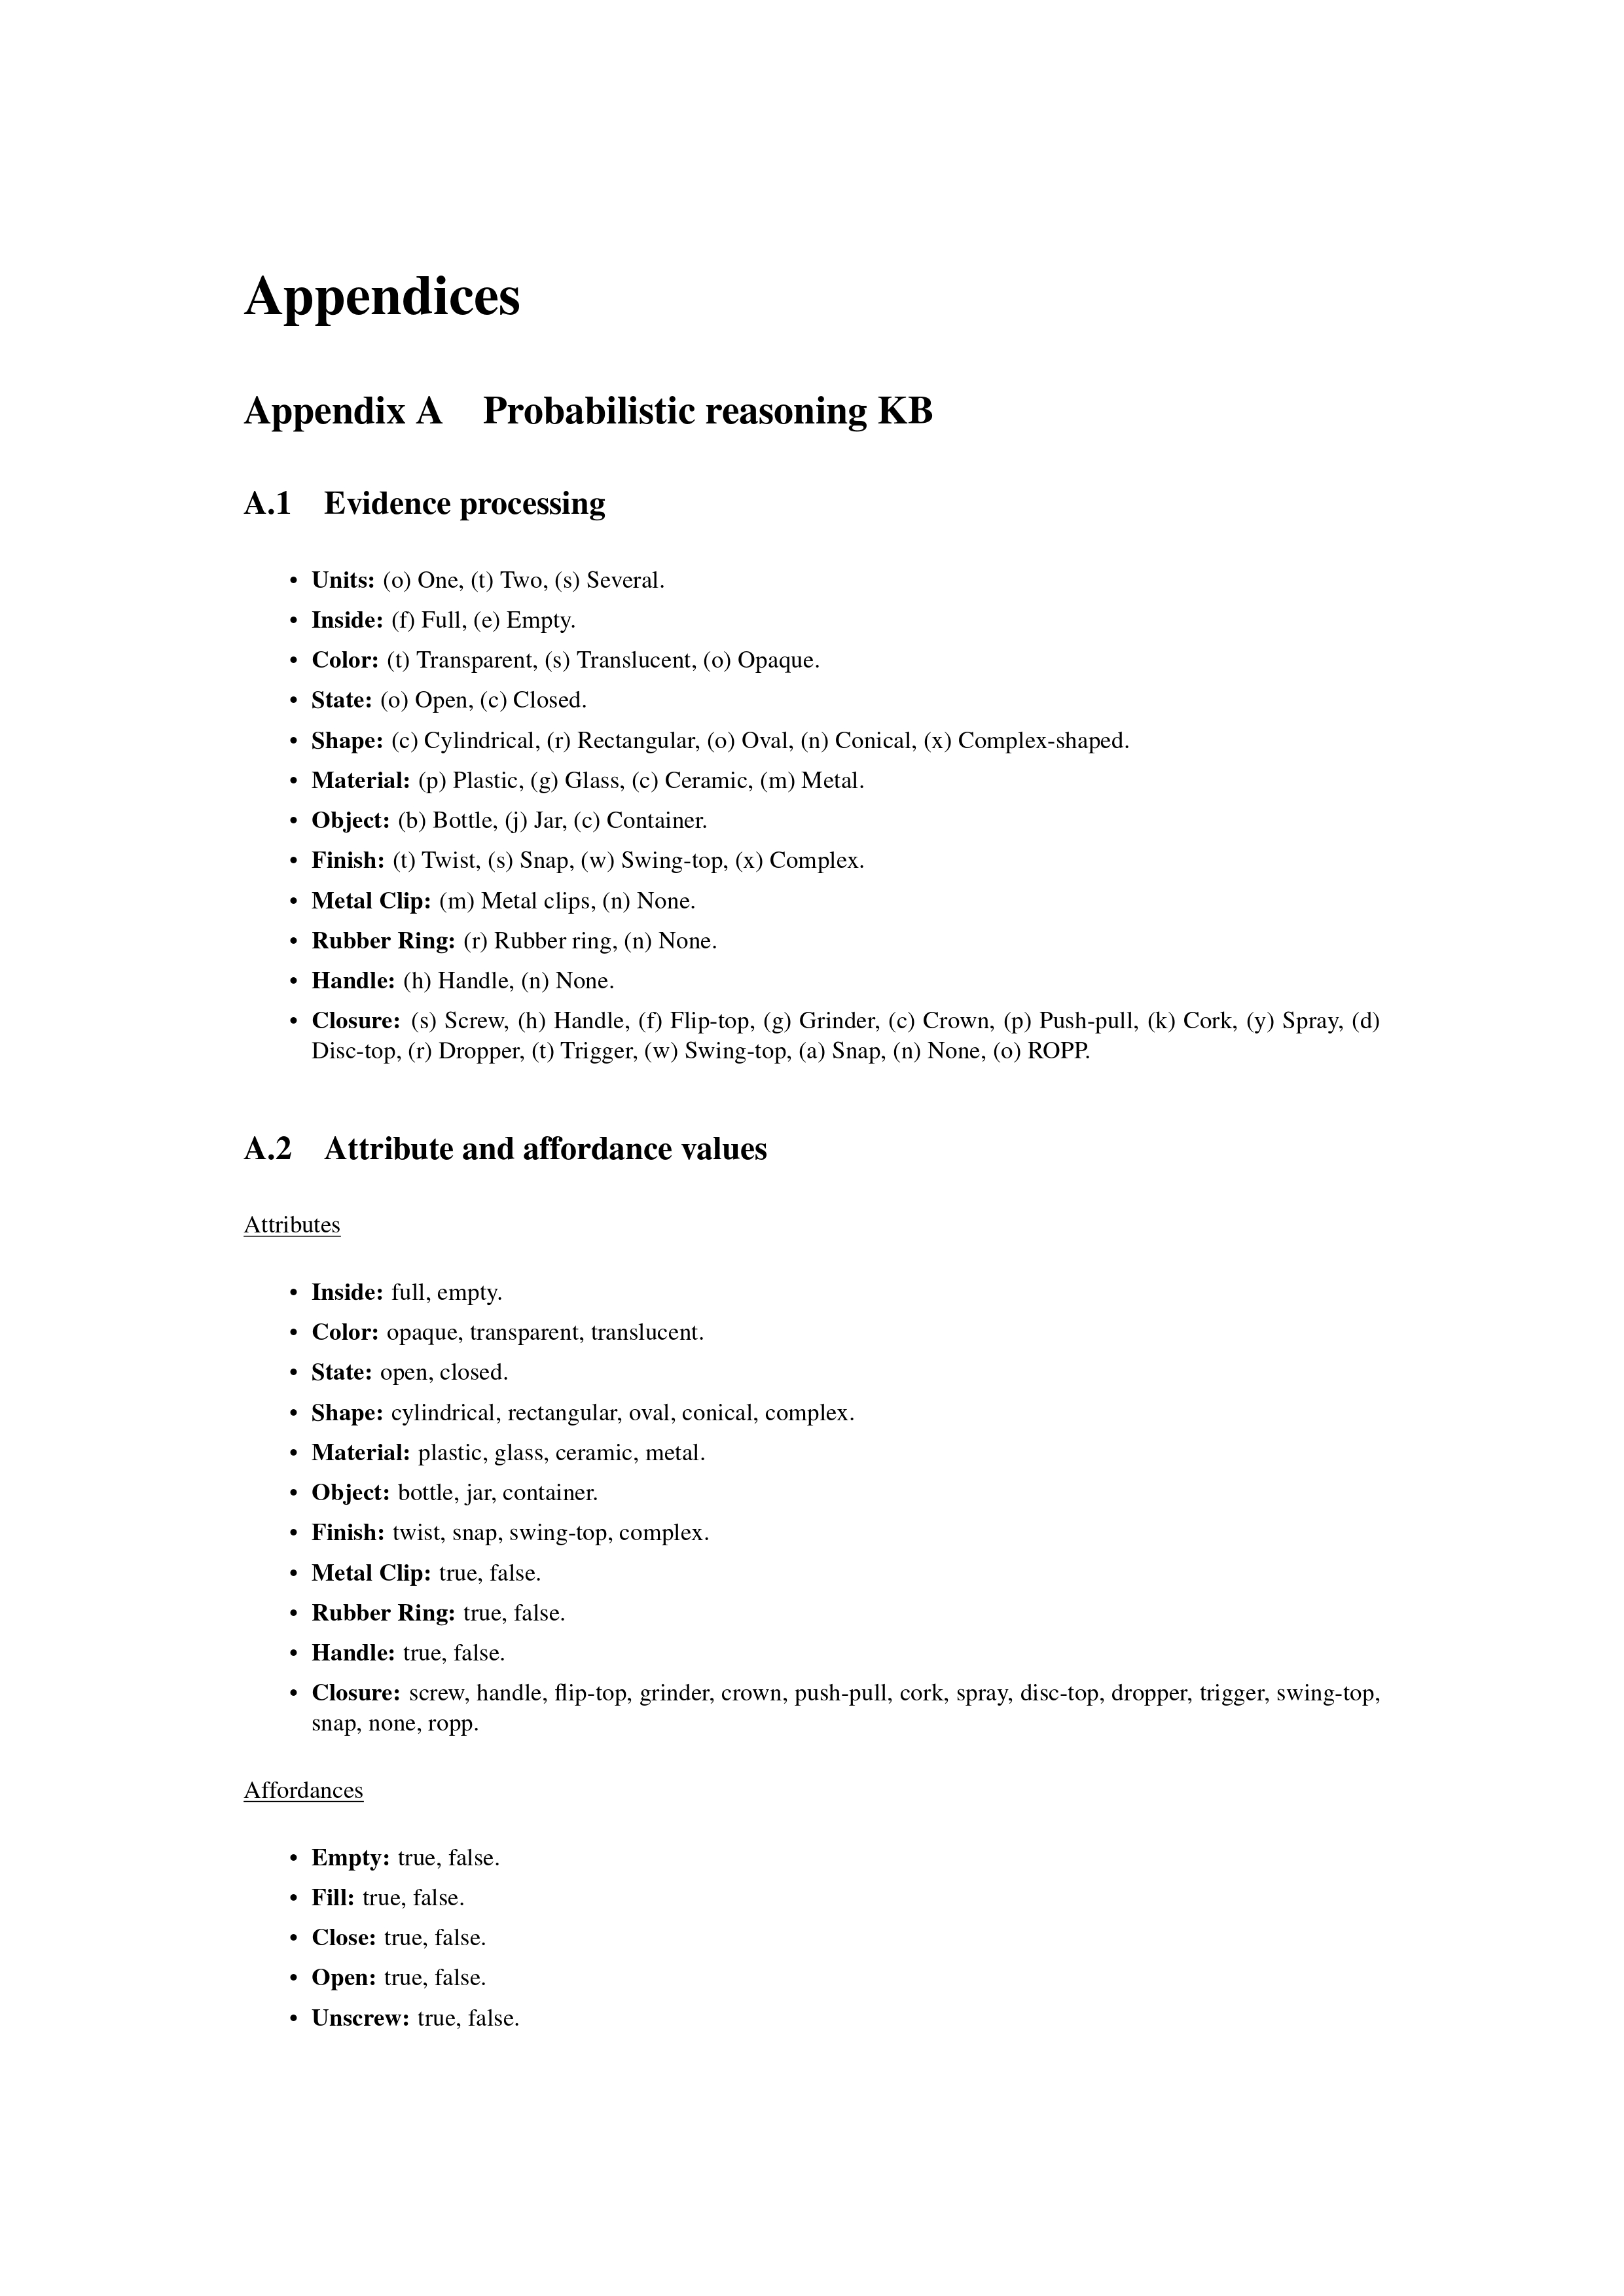 Appendices
Appendix A Probabilistic reasoning KB
A.1 Evidence processing
• Units: (o) One, (t) Two, (s) Several.
• Inside: (f) Full, (e) Empty.
• Color: (t) Transparent, (s) Translucent, (o) Opaque.
• State: (o) Open, (c) Closed.
• Shape: (c) Cylindrical, (r) Rectangular, (o) Oval, (n) Conical, (x) Complex-shaped.
• Material: (p) Plastic, (g) Glass, (c) Ceramic, (m) Metal.
• Object: (b) Bottle, (j) Jar, (c) Container.
• Finish: (t) Twist, (s) Snap, (w) Swing-top, (x) Complex.
• Metal Clip: (m) Metal clips, (n) None.
• Rubber Ring: (r) Rubber ring, (n) None.
• Handle: (h) Handle, (n) None.
• Closure: (s) Screw, (h) Handle, (f) Flip-top, (g) Grinder, (c) Crown, (p) Push-pull, (k) Cork, (y) Spray, (d)
Disc-top, (r) Dropper, (t) Trigger, (w) Swing-top, (a) Snap, (n) None, (o) ROPP.
A.2 Attribute and affordance values
Attributes
• Inside: full, empty.
• Color: opaque, transparent, translucent.
• State: open, closed.
• Shape: cylindrical, rectangular, oval, conical, complex.
• Material: plastic, glass, ceramic, metal.
• Object: bottle, jar, container.
• Finish: twist, snap, swing-top, complex.
• Metal Clip: true, false.
• Rubber Ring: true, false.
• Handle: true, false.
• Closure: screw, handle, flip-top, grinder, crown, push-pull, cork, spray, disc-top, dropper, trigger, swing-top,
snap, none, ropp.
Affordances
• Empty: true, false.
• Fill: true, false.
• Close: true, false.
• Open: true, false.
• Unscrew: true, false.